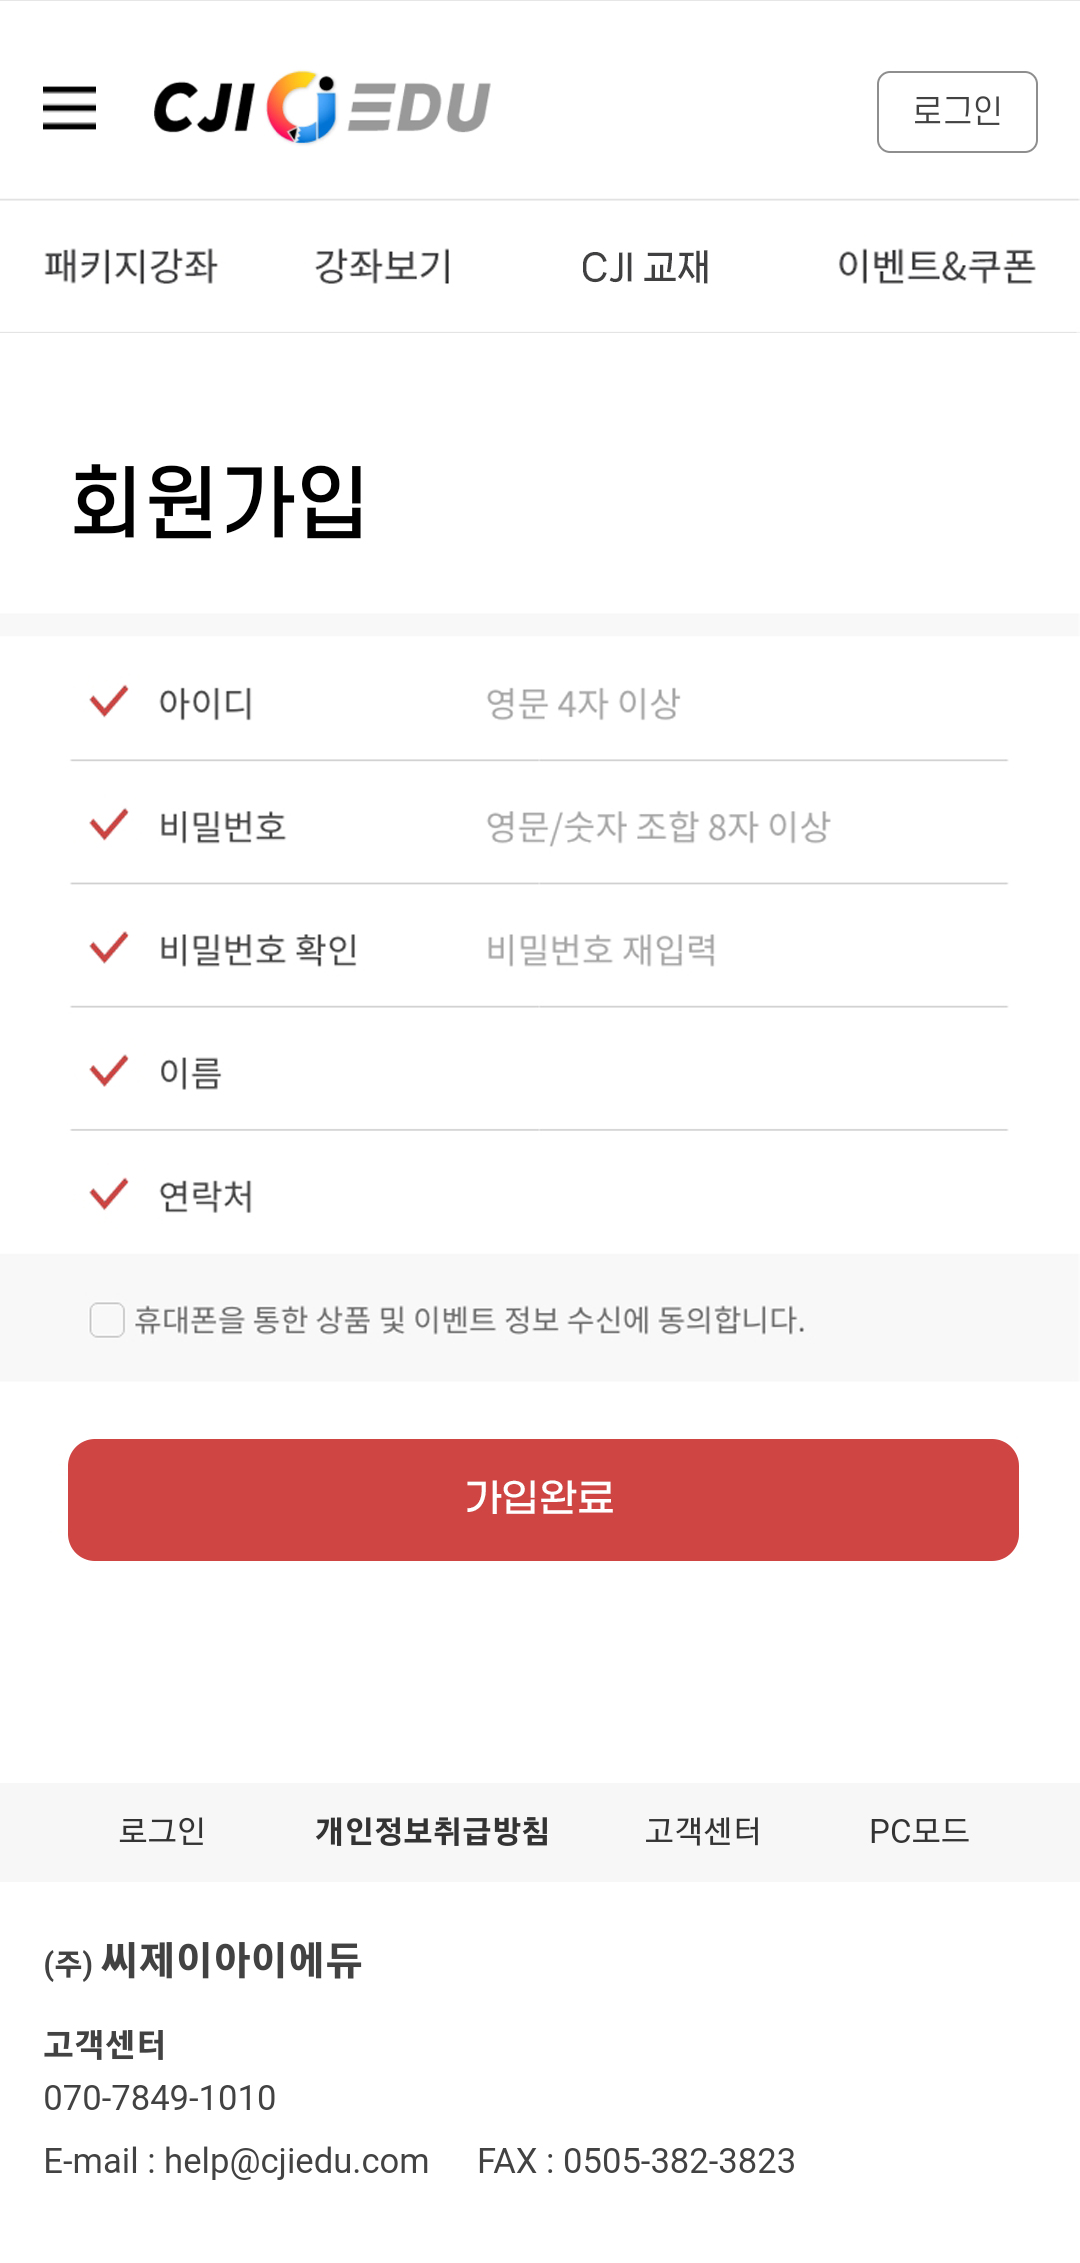 CJI EDU 로그인
패키지강좌 강좌보기 CJI 교재 이벤트&쿠폰
회원가입
아이디 영문 4자 이상
비밀번호 영문/숫자 조합 8자 이상
비밀번호 확인 비밀번호 재입력
이름
연락처
휴대폰을 통한 상품 및 이벤트 정보 수신에 동의합니다.
가입완료
로그인 개인정보취급방침 고객센터 PC모드
(주) 씨제이아이에듀
고객센터
070-7849-1010
E-mail : help@cjiedu.com FAX : 0505-382-3823